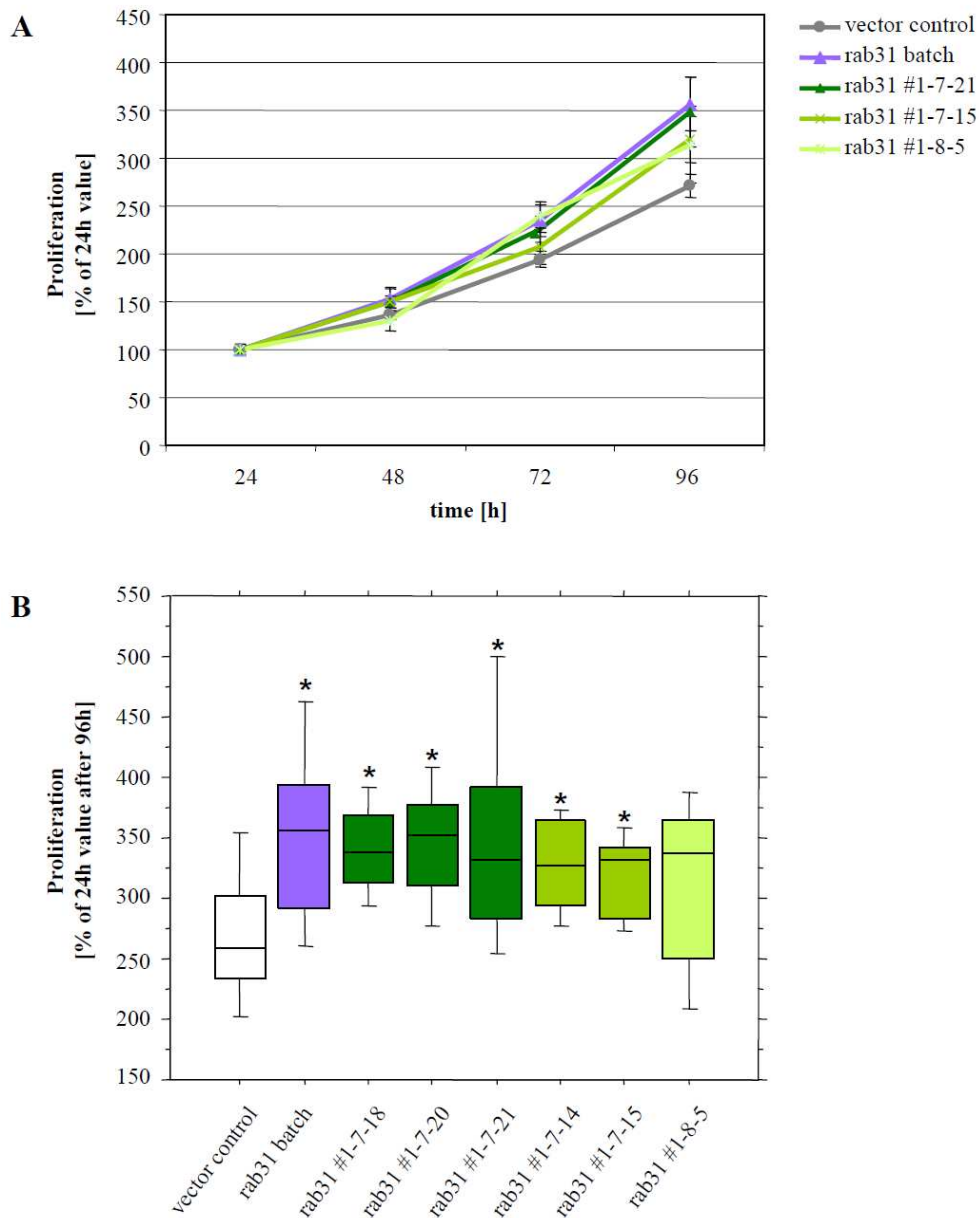 A
450
400
350
300
250
200
150
100
50
0
Proliferation
[% of 24h value]
24 48 72 96
time [h]
vector control
rab31 batch
rab31 #1-7-21
rab31 #1-7-15
rab31 #1-8-5
B
550
500
450
400
350
300
250
200
150
Proliferation
[% of 24h value after 96h]
* * * * * *
vector control
rab31 batch
rab31 #1-7-18
rab31 #1-7-20
rab31 #1-7-21
rab31 #1-7-14
rab31 #1-7-15
rab31 #1-8-5